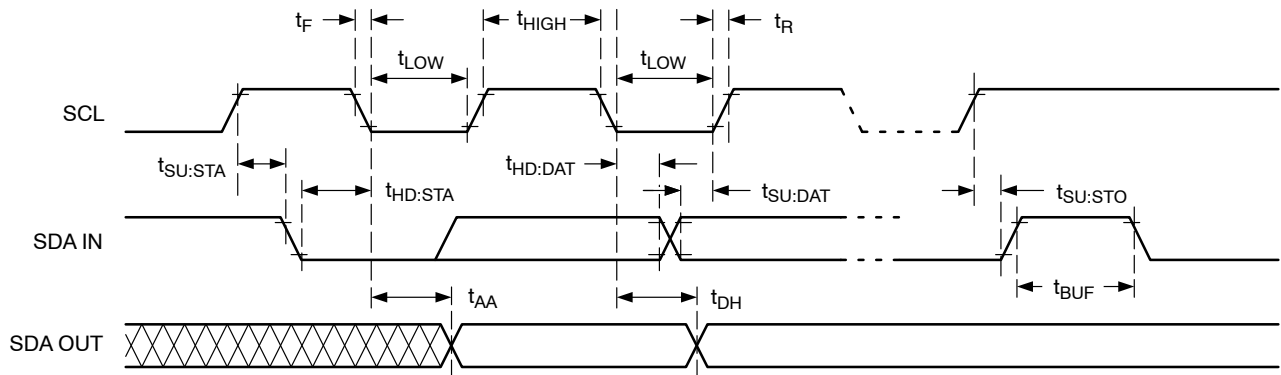 tF
tHIGH
tR
tLOW
tLOW
SCL
tSU:STA
tHD:STA
tHD:DAT
tSU:DAT
tSU:STO
SDA IN
tBUF
tAA
tDH
SDA OUT